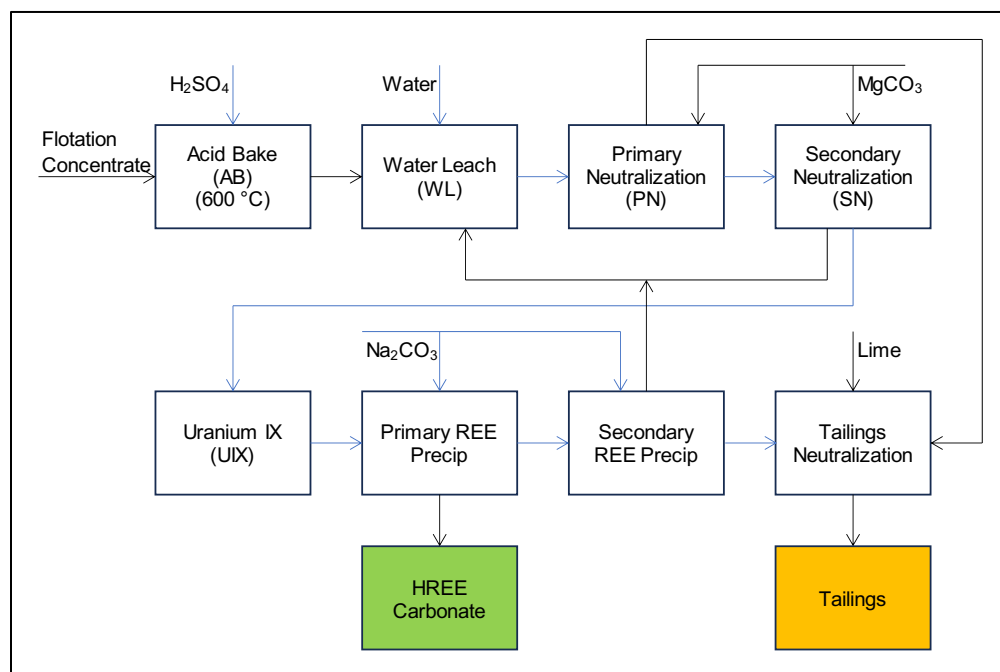 H₂SO₄
Water
MgCO₃
Flotation
Concentrate
Acid Bake
(AB)
(600 °C)
Water Leach
(WL)
Primary
Neutralization
(PN)
Secondary
Neutralization
(SN)
Na₂CO₃
Lime
Uranium IX
(UIX)
Primary REE
Precip
Secondary
REE Precip
Tailings
Neutralization
HREE
Carbonate
Tailings